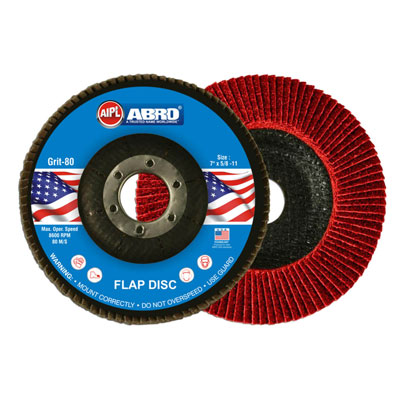 AIPL ABRO
A TRUSTED NAME WORLDWIDE
Grit-80
Size :
7" x 5/8 -11
Max. Oper. Speed
8600 RPM
80 M/S
WARNING: • MOUNT CORRECTLY • DO NOT OVERSPEED • USE GUARD
FLAP DISC